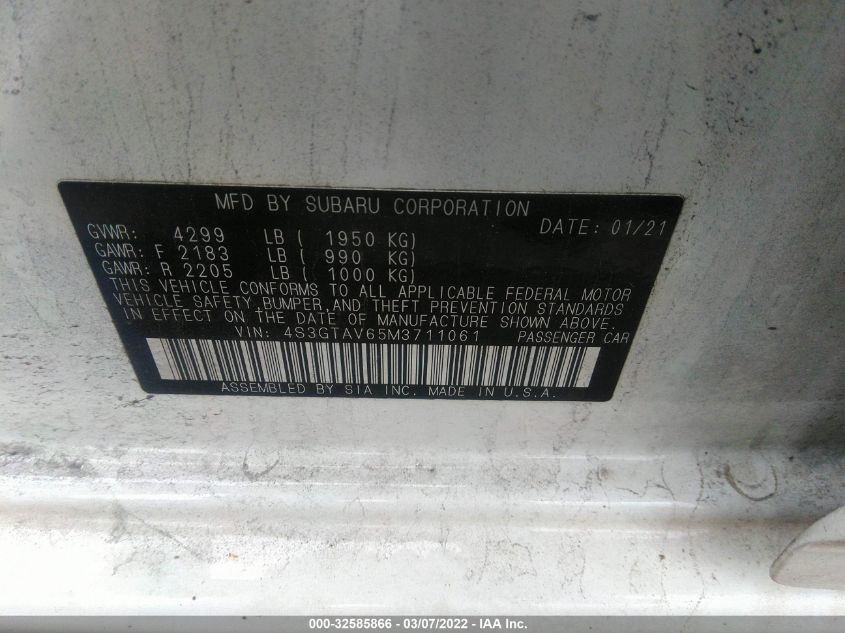 MFD BY SUBARU CORPORATION
DATE: 01/21
GVWR: 4299 LB ( 1950 KG)
GAWR: F 2183 LB ( 990 KG)
GAWR: R 2205 LB ( 1000 KG)
THIS VEHICLE CONFORMS TO ALL APPLICABLE FEDERAL MOTOR
VEHICLE SAFETY, BUMPER, AND THEFT PREVENTION STANDARDS
IN EFFECT ON THE DATE OF MANUFACTURE SHOWN ABOVE.
VIN: 4S3GTAV65M3711061 PASSENGER CAR
ASSEMBLED BY SIA INC. MADE IN U.S.A.
000-32585866 - 03/07/2022 - IAA Inc.